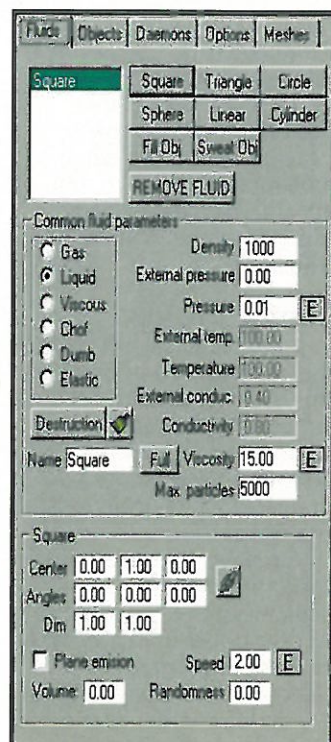 Fluids Objects Daemons Options Meshes
Square
Square Triangle Circle
Sphere Linear Cylinder
Fill Obj Sweat Obj
REMOVE FLUID
Common fluid parameters
Gas
Liquid
Viscous
Chof
Dumb
Elastic
Density 1000
External pressure 0.00
Pressure 0.01 E
External temp. 100.00
Temperature 100.00
External conduc. 0.40
Conductivity 0.80
Destruction
Name Square Full Viscosity 15.00 E
Max. particles 5000
Square
Center 0.00 1.00 0.00
Angles 0.00 0.00 0.00
Dim 1.00 1.00
Plane emision Speed 2.00 E
Volume 0.00 Randomness 0.00